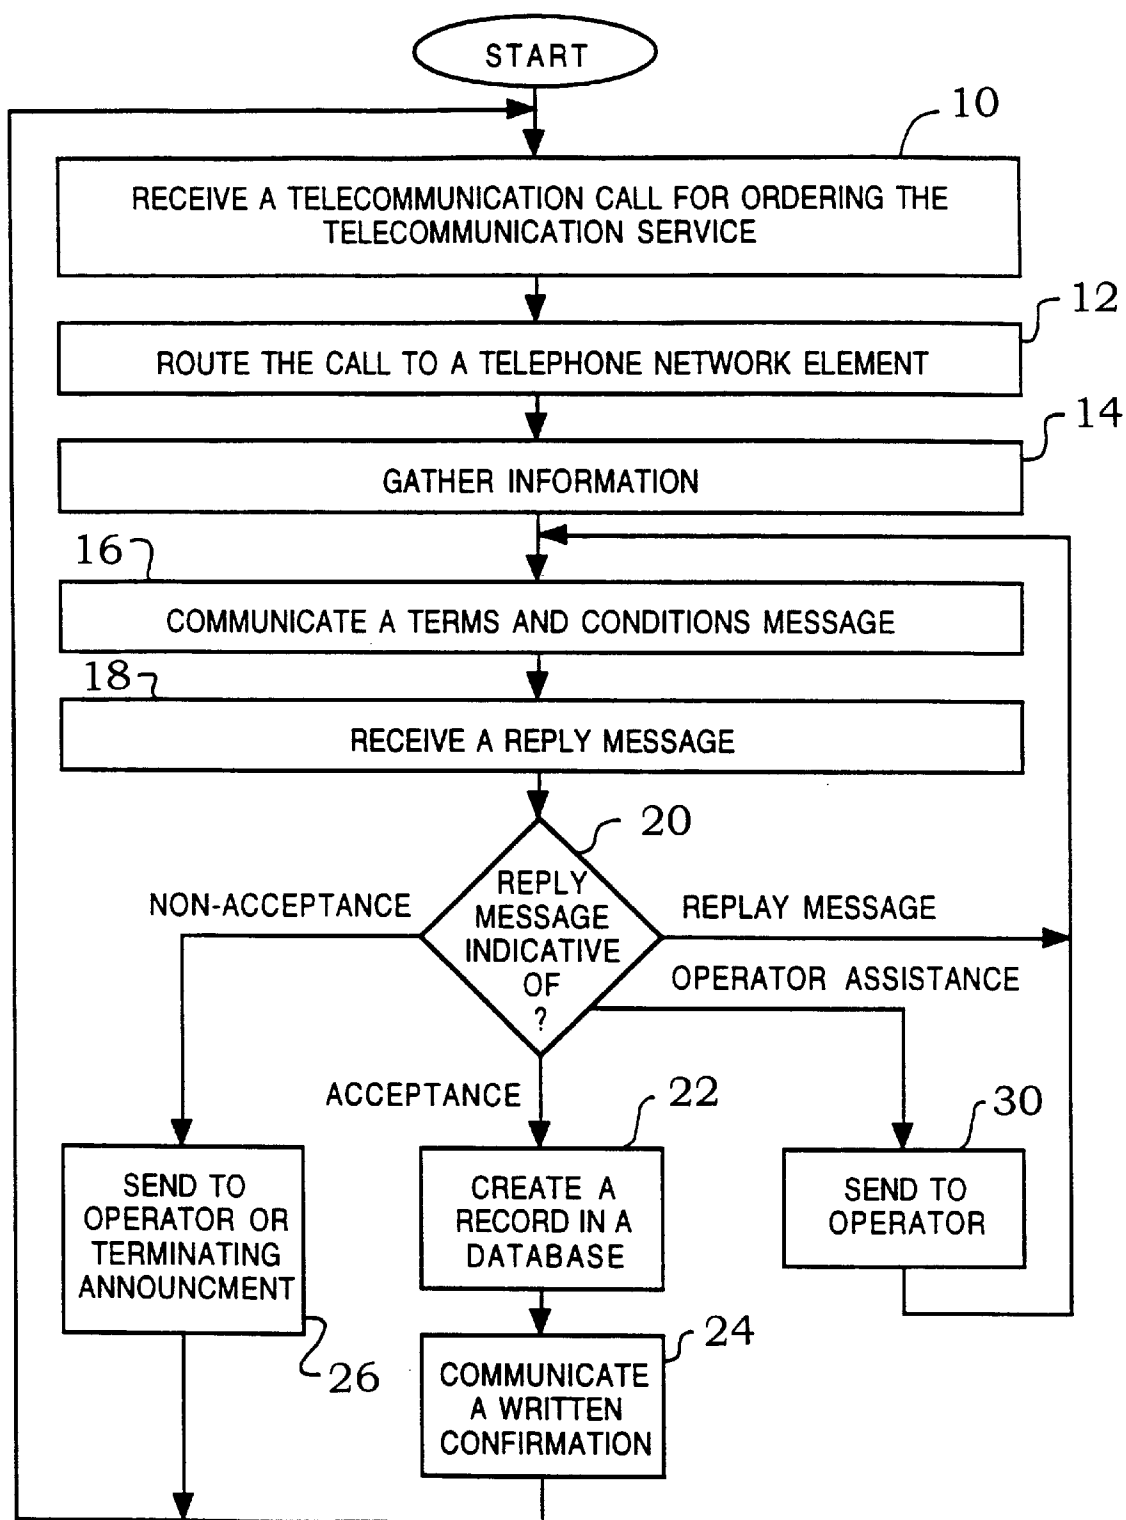 START
10
RECEIVE A TELECOMMUNICATION CALL FOR ORDERING THE
TELECOMMUNICATION SERVICE
12
ROUTE THE CALL TO A TELEPHONE NETWORK ELEMENT
14
GATHER INFORMATION
16
COMMUNICATE A TERMS AND CONDITIONS MESSAGE
18
RECEIVE A REPLY MESSAGE
20
REPLY
MESSAGE
INDICATIVE
OF
?
NON-ACCEPTANCE
REPLAY MESSAGE
OPERATOR ASSISTANCE
ACCEPTANCE
22
30
SEND TO
OPERATOR OR
TERMINATING
ANNOUNCMENT
26
CREATE A
RECORD IN A
DATABASE
SEND TO
OPERATOR
24
COMMUNICATE
A WRITTEN
CONFIRMATION